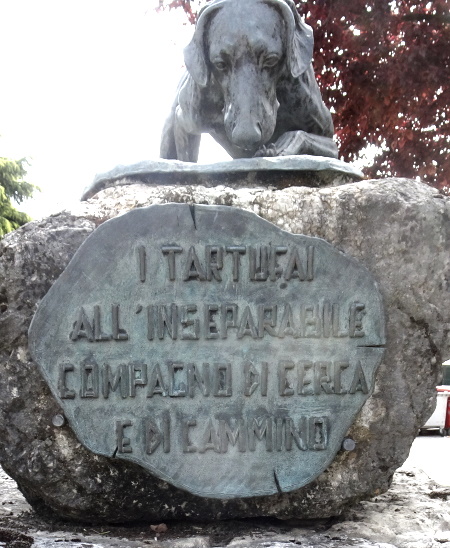 I TARTUFAI
ALL'INSEPARABILE
COMPAGNO DI CERCA
E DI CAMMINO